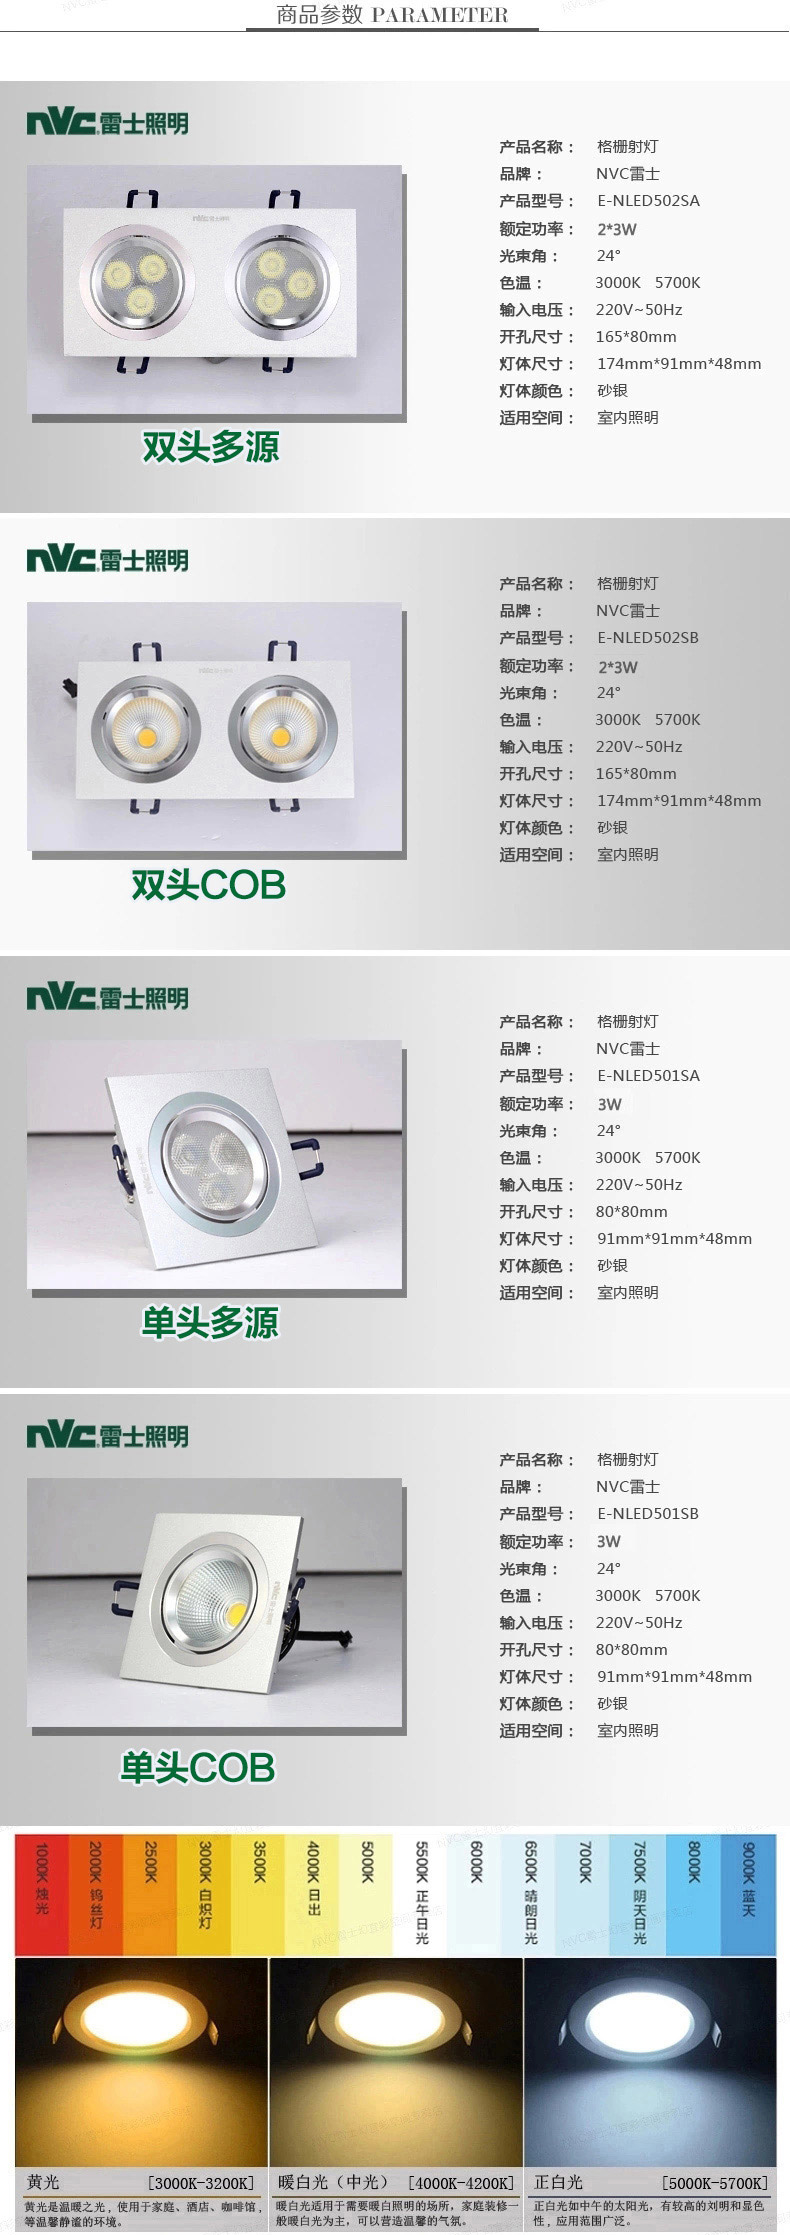 商品参数 PARAMETER
nVC 雷士照明
产品名称： 格栅射灯
品牌： NVC雷士
产品型号： E-NLED502SA
额定功率： 2*3W
光束角： 24°
色温： 3000K 5700K
输入电压： 220V~50Hz
开孔尺寸： 165*80mm
灯体尺寸： 174mm*91mm*48mm
灯体颜色： 砂银
适用空间： 室内照明
双头多源
nVC 雷士照明
产品名称： 格栅射灯
品牌： NVC雷士
产品型号： E-NLED502SB
额定功率： 2*3W
光束角： 24°
色温： 3000K 5700K
输入电压： 220V~50Hz
开孔尺寸： 165*80mm
灯体尺寸： 174mm*91mm*48mm
灯体颜色： 砂银
适用空间： 室内照明
双头COB
nVC 雷士照明
产品名称： 格栅射灯
品牌： NVC雷士
产品型号： E-NLED501SA
额定功率： 3W
光束角： 24°
色温： 3000K 5700K
输入电压： 220V~50Hz
开孔尺寸： 80*80mm
灯体尺寸： 91mm*91mm*48mm
灯体颜色： 砂银
适用空间： 室内照明
单头多源
nVC 雷士照明
产品名称： 格栅射灯
品牌： NVC雷士
产品型号： E-NLED501SB
额定功率： 3W
光束角： 24°
色温： 3000K 5700K
输入电压： 220V~50Hz
开孔尺寸： 80*80mm
灯体尺寸： 91mm*91mm*48mm
灯体颜色： 砂银
适用空间： 室内照明
单头COB
1000K 烛光
2000K 钨丝灯
2500K
3000K 白炽灯
3500K
4000K 日出
5000K
5500K 正午日光
6000K
6500K 晴朗日光
7000K
7500K 阴天日光
8000K
9000K 蓝天
黄光 [3000K-3200K]
黄光是温暖之光，使用于家庭、酒店、咖啡馆，
等温馨静谧的环境。
暖白光（中光） [4000K-4200K]
暖白光适用于需要暖白照明的场所，家庭装修一
般暖白光为主，可以营造温馨的气氛。
正白光 [5000K-5700K]
正白光如中午的太阳光，有较高的刘明和显色
性，应用范围广泛。